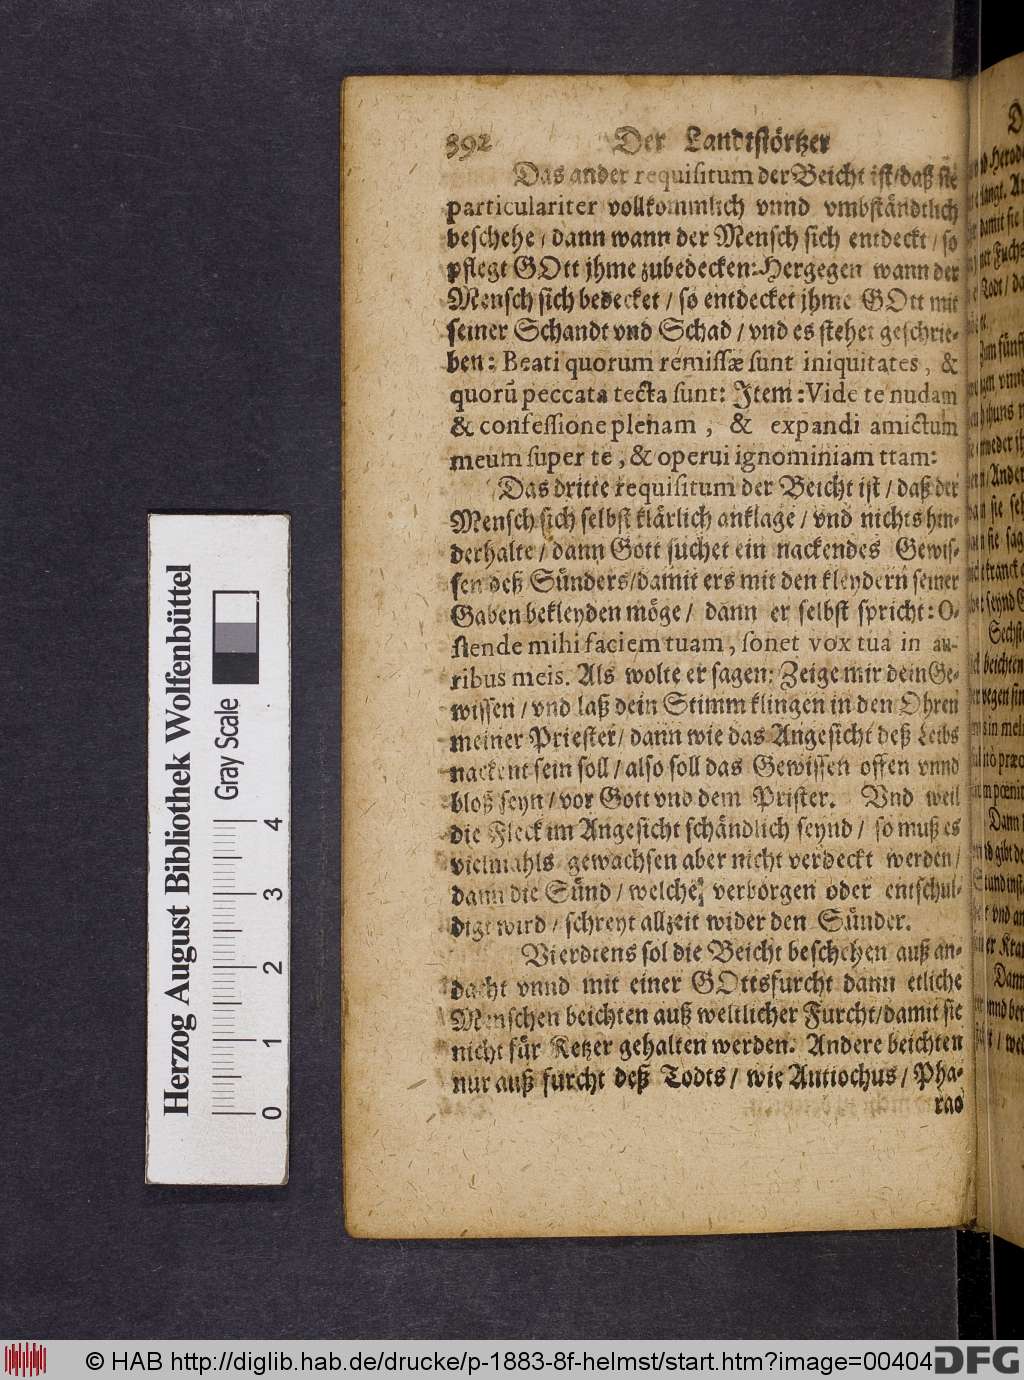 392 Der Landtstörtzer
Das ander requisitum der Beicht ist/daß sie
particulariter vollkommlich vnnd vmbständtlich
beschehe / dann wann der Mensch sich entdeckt / so
pflegt GOtt jhme zubedecken: Hergegen wann der
Mensch sich bedecket / so entdecket jhme GOtt mit
seiner Schandt vnd Schad / vnd es stehet geschrie-
ben: Beati quorum remissæ sunt iniquitates, &
quorũ peccata tecta sunt: Jtem: Vide te nudam
& confessione plenam, & expandi amictum
meum super te, & operui ignominiam ttam:
Das dritte requisitum der Beicht ist / daß der
Mensch sich selbst klärlich anklage / vnd nichts hin-
derhalte / dann Gott suchet ein nackendes Gewis-
sen deß Sünders/damit ers mit den kleydern seiner
Gaben bekleyden möge / dann er selbst spricht: O-
stende mihi faciem tuam, sonet vox tua in au-
ribus meis. Als wolte er sagen: Zeige mir dein Ge-
wissen / vnd laß dein Stimm klingen in den Ohren
meiner Priester/ dann wie das Angesicht deß Leibs
nackent sein soll / also soll das Gewissen offen vnnd
bloß seyn / vor Gott vnd dem Prister. Vnd weil
die Fleck im Angesicht schändlich seynd / so muß es
vielmahls gewachsen aber nicht verdeckt werden /
dann die Sünd / welche verborgen oder entschul-
digt wird / schreyt allzeit wider den Sünder.
Vierdtens sol die Beicht beschehen auß an-
dacht vnnd mit einer GOttsfurcht dann etliche
Menschen beichten auß weltlicher Furcht/damit sie
nicht für Ketzer gehalten werden. Andere beichten
nur auß furcht deß Todts / wie Antiochus / Pha-
rao
Herzog August Bibliothek Wolfenbüttel
Gray Scale
0 1 2 3 4
© HAB http://diglib.hab.de/drucke/p-1883-8f-helmst/start.htm?image=00404
DFG